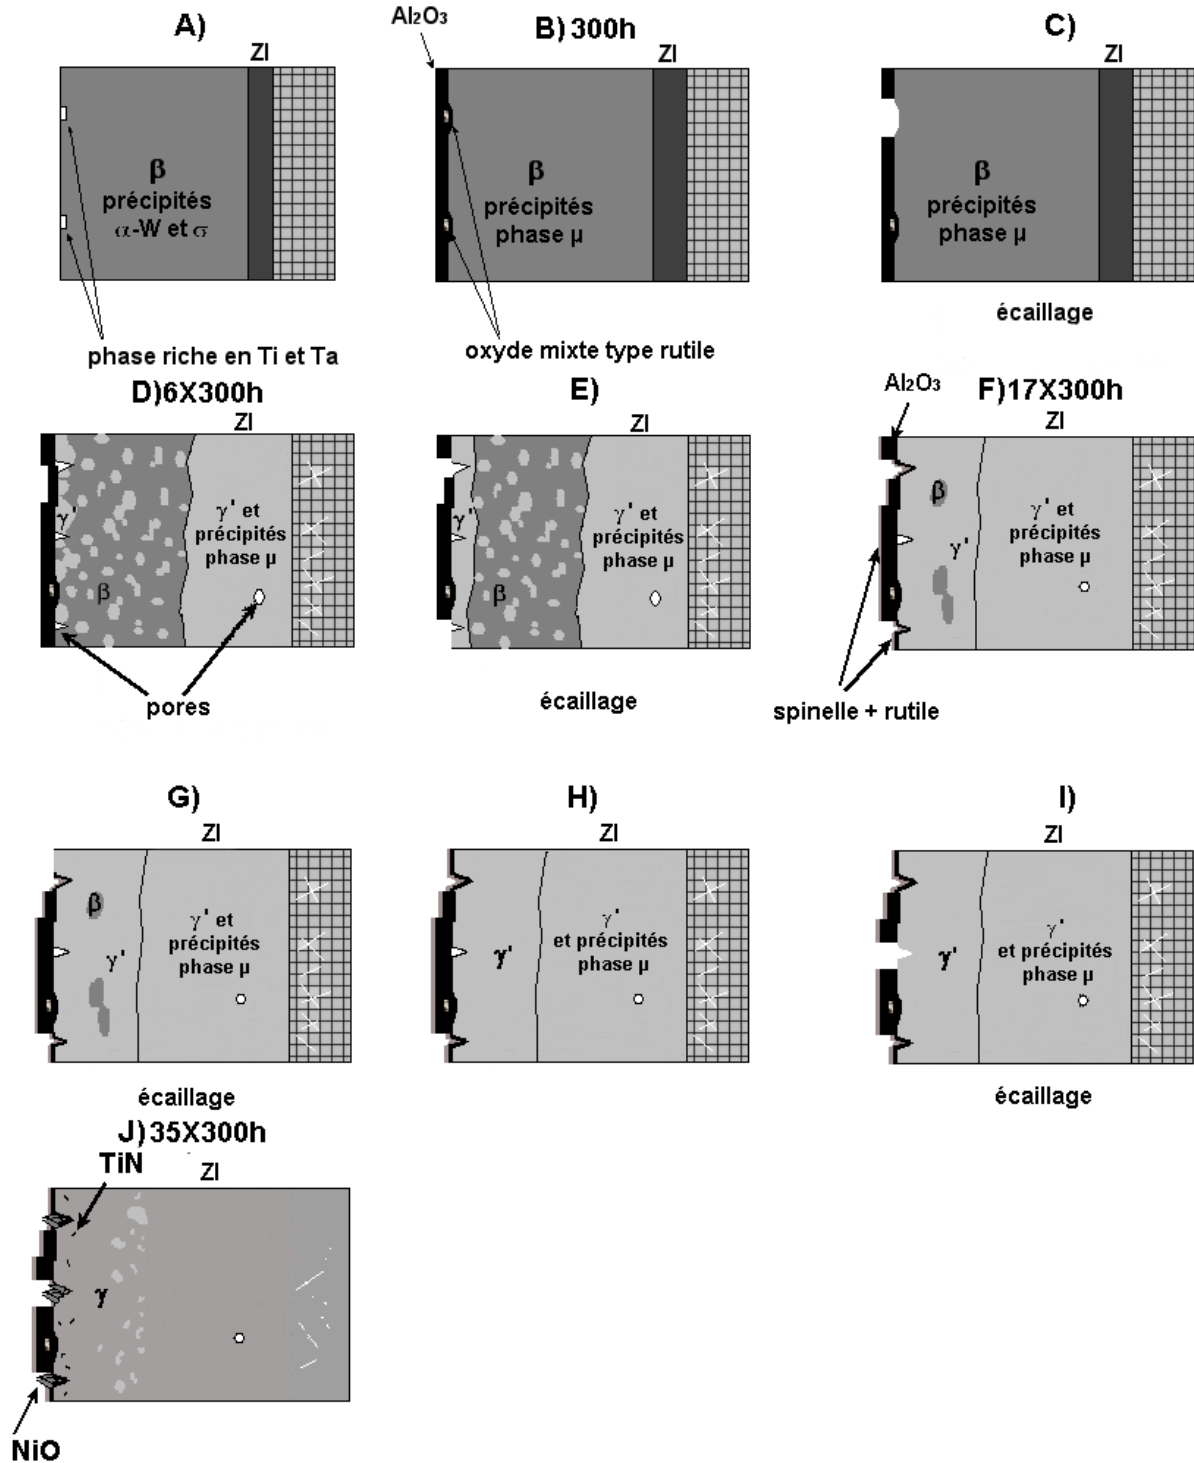 A)
ZI
β
précipités
α-W et σ
phase riche en Ti et Ta
Al₂O₃
B) 300h
ZI
β
précipités
phase μ
oxyde mixte type rutile
C)
ZI
β
précipités
phase μ
écaillage
D)6X300h
ZI
γ'
β
γ' et
précipités
phase μ
pores
E)
ZI
γ'
β
γ' et
précipités
phase μ
écaillage
Al₂O₃
F)17X300h
ZI
β
γ'
γ' et
précipités
phase μ
spinelle + rutile
G)
ZI
β
γ'
γ' et
précipités
phase μ
écaillage
H)
ZI
γ'
γ'
et précipités
phase μ
I)
ZI
γ'
γ'
et précipités
phase μ
écaillage
J)35X300h
TiN
ZI
γ
NiO